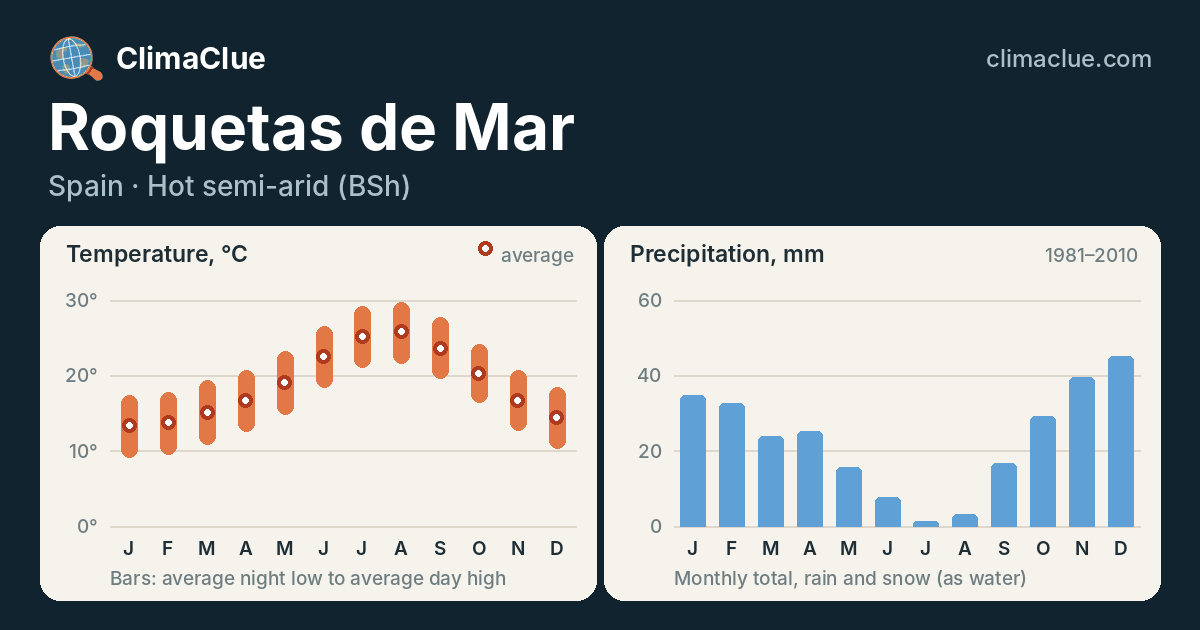 ClimaClue
climaclue.com
Roquetas de Mar
Spain · Hot semi-arid (BSh)
Temperature, °C
average
30°
20°
10°
0°
J F M A M J J A S O N D
Bars: average night low to average day high
Precipitation, mm
1981–2010
60
40
20
0
J F M A M J J A S O N D
Monthly total, rain and snow (as water)